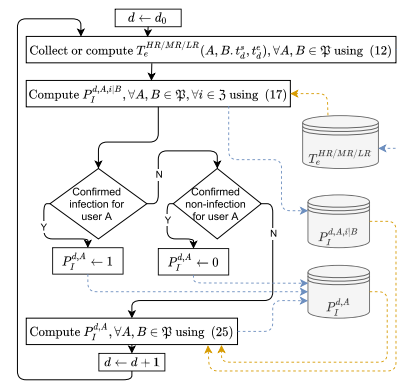 d ← d₀
Collect or compute Tₑ^{HR/MR/LR}(A, B. t_d^s, t_d^e), ∀A, B ∈ 𝔓 using (12)
Compute P_I^{d,A,i|B}, ∀A, B ∈ 𝔓, ∀i ∈ ℑ using (17)
T_e^{HR/MR/LR}
Confirmed
infection for
user A
N
Confirmed
non-infection
for user A
Y
Y
N
P_I^{d,A,i|B}
P_I^{d,A} ← 1
P_I^{d,A} ← 0
P_I^{d,A}
Compute P_I^{d,A}, ∀A, B ∈ 𝔓 using (25)
d ← d + 1